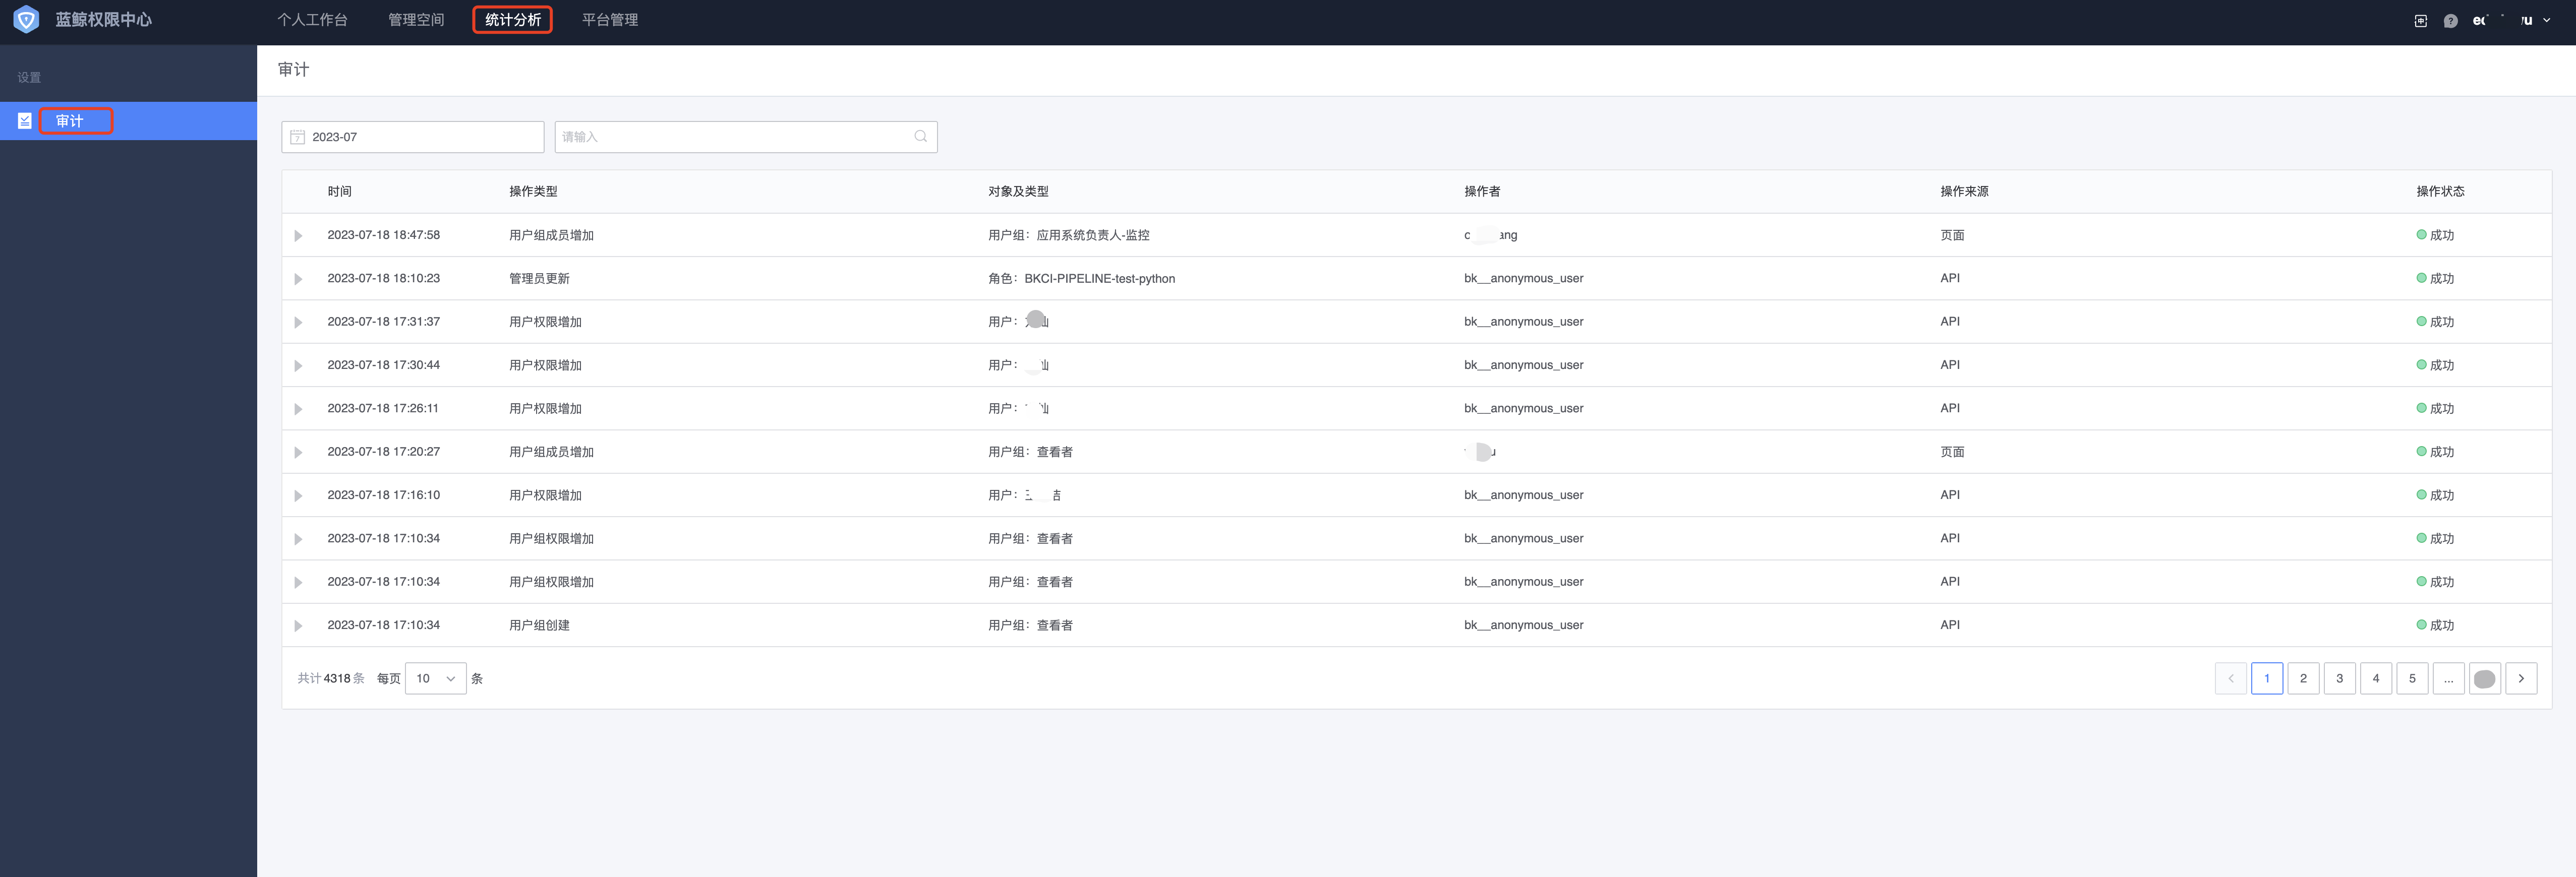 蓝鲸权限中心 个人工作台 管理空间 统计分析 平台管理
设置
审计
审计
2023-07 请输入
时间 操作类型 对象及类型 操作者 操作来源 操作状态
2023-07-18 18:47:58 用户组成员增加 用户组：应用系统负责人-监控 页面 成功
2023-07-18 18:10:23 管理员更新 角色：BKCI-PIPELINE-test-python bk__anonymous_user API 成功
2023-07-18 17:31:37 用户权限增加 用户： bk__anonymous_user API 成功
2023-07-18 17:30:44 用户权限增加 用户： bk__anonymous_user API 成功
2023-07-18 17:26:11 用户权限增加 用户： bk__anonymous_user API 成功
2023-07-18 17:20:27 用户组成员增加 用户组：查看者 页面 成功
2023-07-18 17:16:10 用户权限增加 用户： bk__anonymous_user API 成功
2023-07-18 17:10:34 用户组权限增加 用户组：查看者 bk__anonymous_user API 成功
2023-07-18 17:10:34 用户组权限增加 用户组：查看者 bk__anonymous_user API 成功
2023-07-18 17:10:34 用户组创建 用户组：查看者 bk__anonymous_user API 成功
共计 4318 条 每页 10 条 1 2 3 4 5 ...